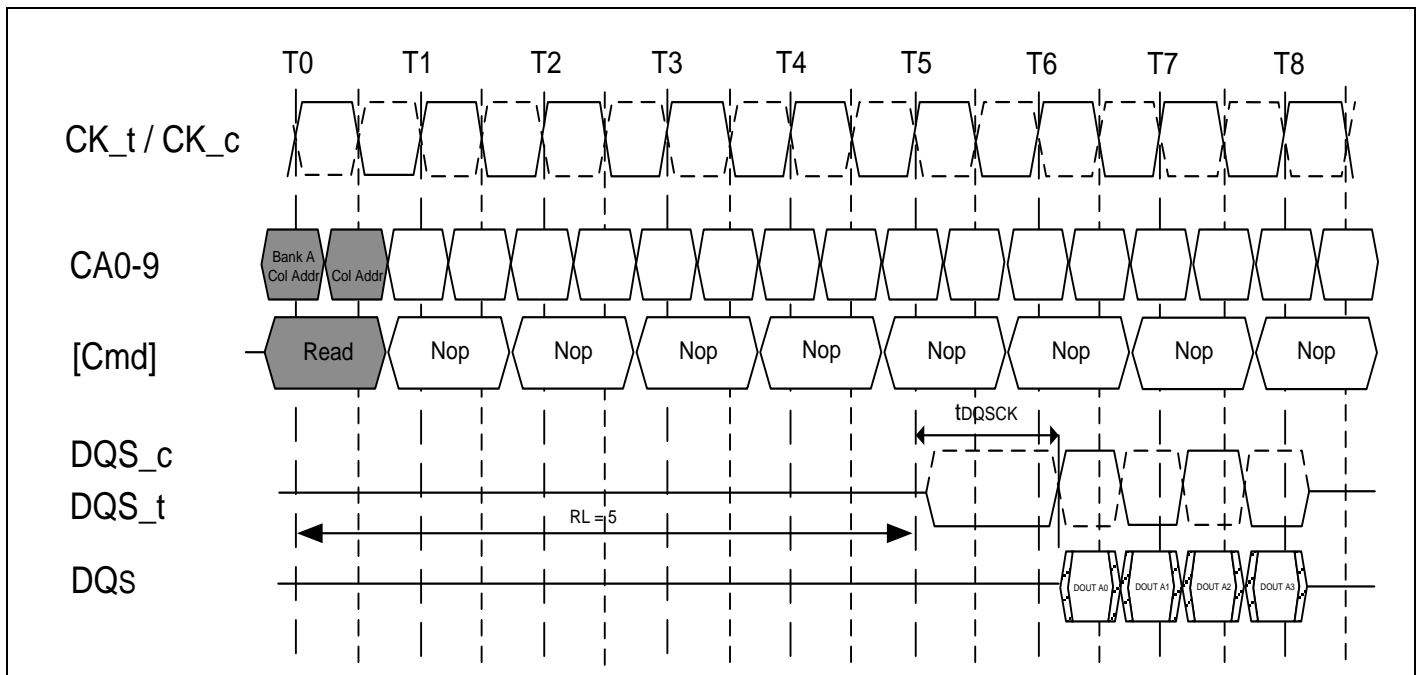 T0 T1 T2 T3 T4 T5 T6 T7 T8
CK_t / CK_c
Bank A
Col Addr Col Addr
CA0-9
[Cmd] Read Nop Nop Nop Nop Nop Nop Nop Nop
tDQSCK
DQS_c
DQS_t
RL = 5
DQs
DOUT A0 DOUT A1 DOUT A2 DOUT A3